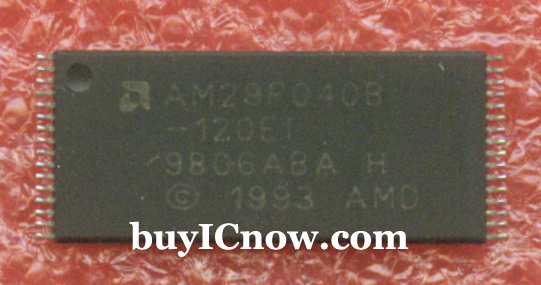 AM29F040B
-120EI
9806ABA H
© 1993 AMD
buyICnow.com